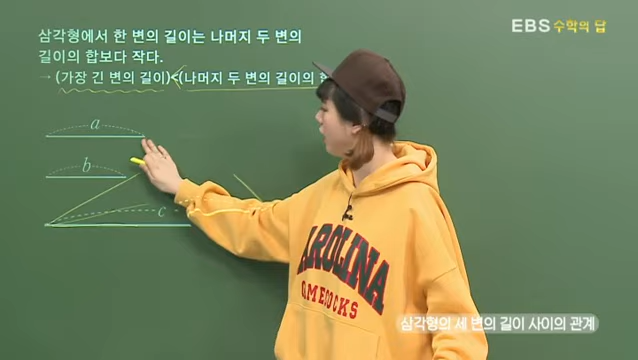 삼각형에서 한 변의 길이는 나머지 두 변의
길이의 합보다 작다.
→ (가장 긴 변의 길이)<(나머지 두 변의 길이의
EBS 수학의 답
a
b
c
AROLINA
GAMECOCKS
삼각형의 세 변의 길이 사이의 관계